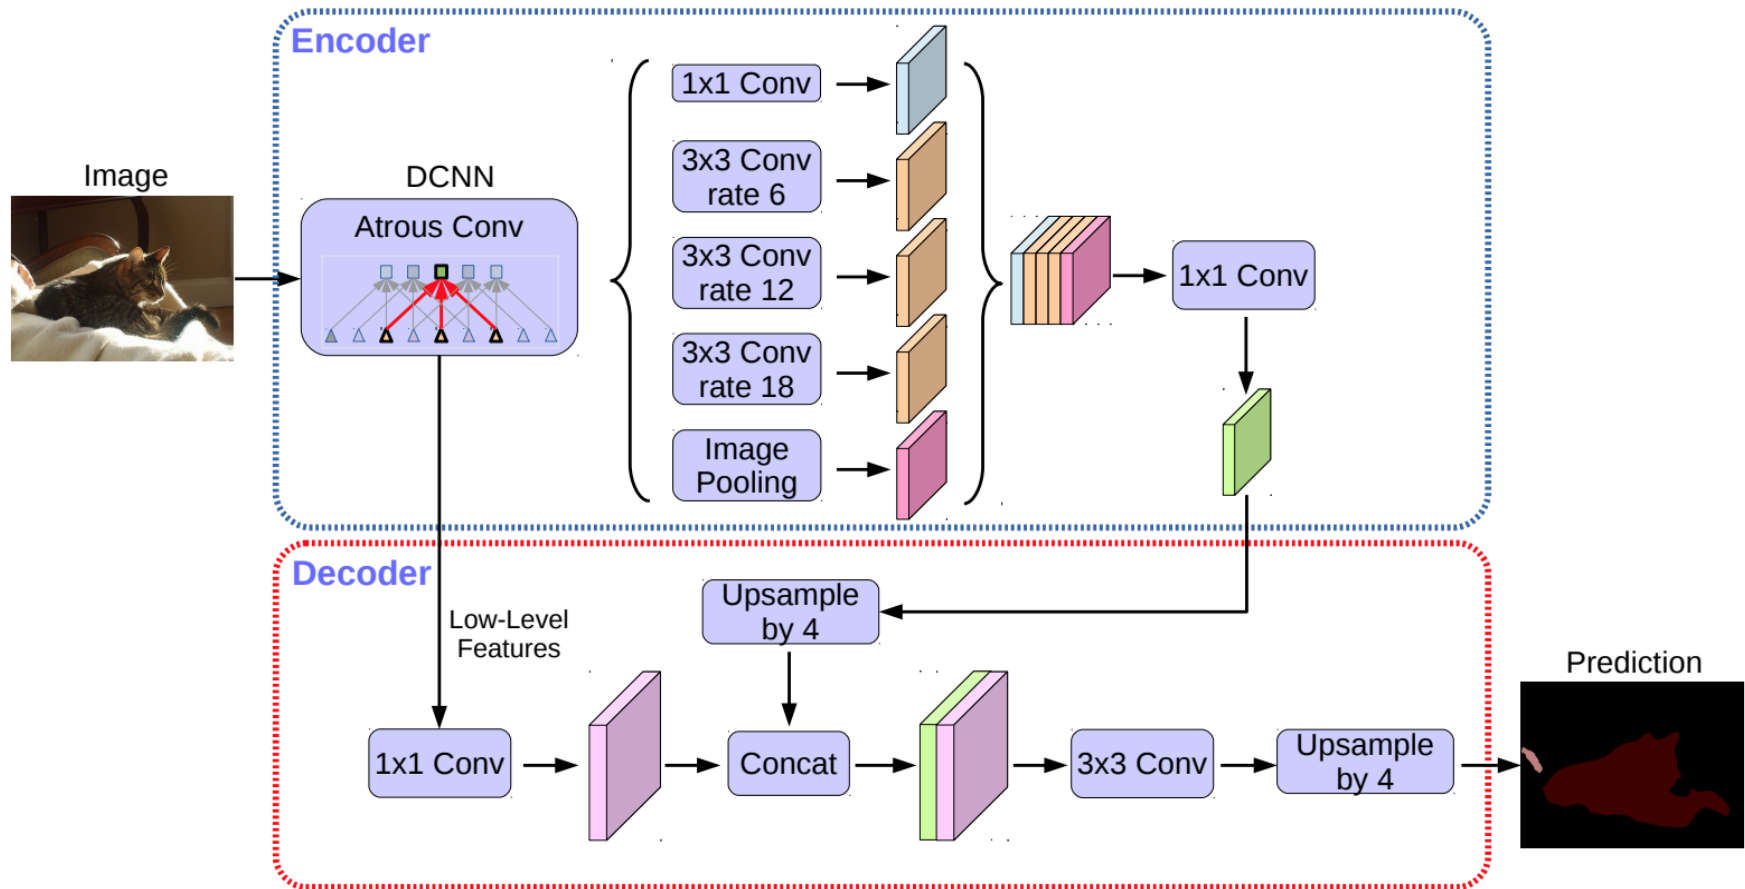 Encoder
Image
DCNN
Atrous Conv
1x1 Conv
3x3 Conv
rate 6
3x3 Conv
rate 12
3x3 Conv
rate 18
Image
Pooling
1x1 Conv
Decoder
Low-Level
Features
Upsample
by 4
1x1 Conv
Concat
3x3 Conv
Upsample
by 4
Prediction